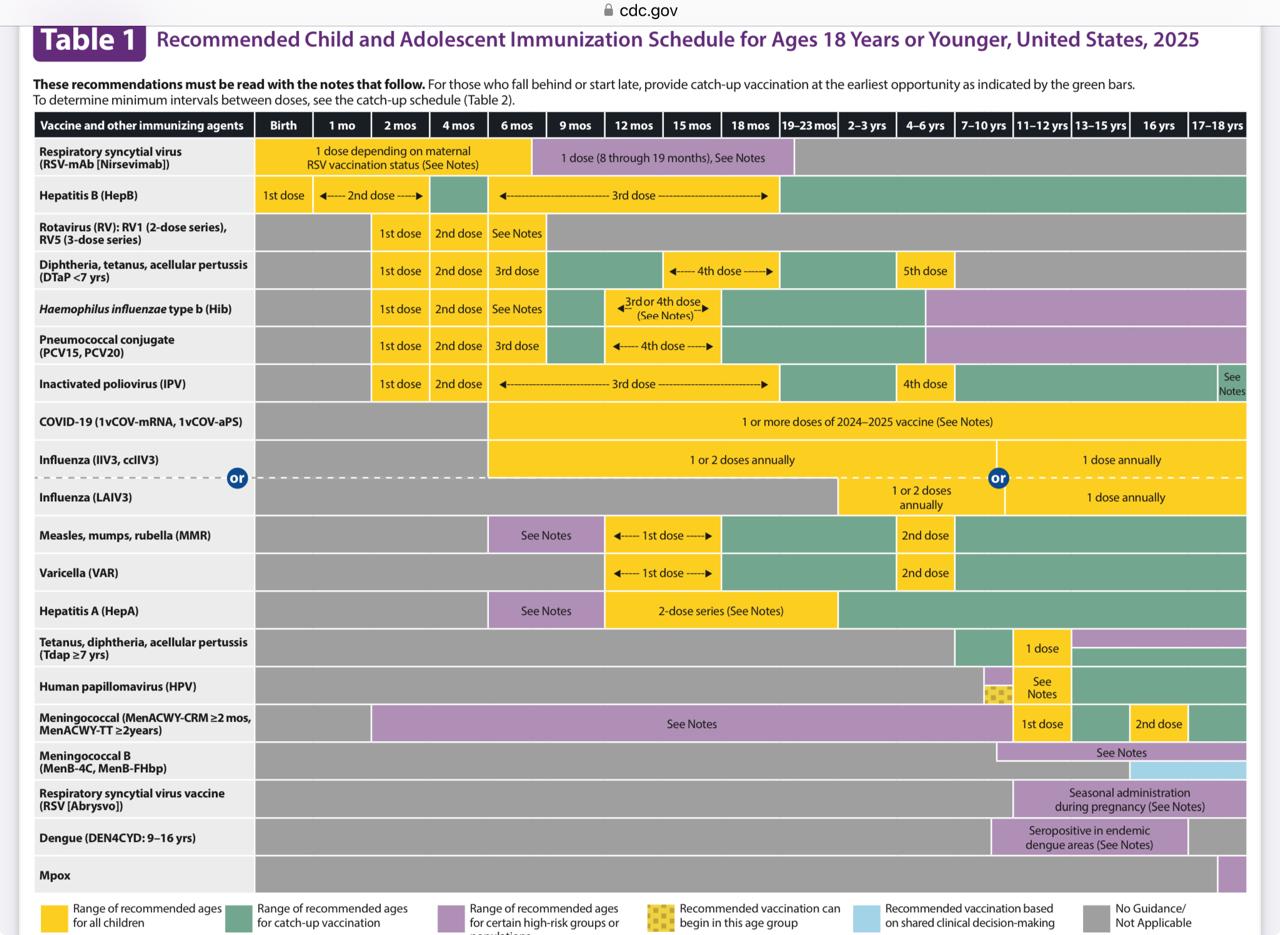 cdc.gov
Table 1 Recommended Child and Adolescent Immunization Schedule for Ages 18 Years or Younger, United States, 2025
These recommendations must be read with the notes that follow. For those who fall behind or start late, provide catch-up vaccination at the earliest opportunity as indicated by the green bars.
To determine minimum intervals between doses, see the catch-up schedule (Table 2).
Vaccine and other immunizing agents Birth 1 mo 2 mos 4 mos 6 mos 9 mos 12 mos 15 mos 18 mos 19–23 mos 2–3 yrs 4–6 yrs 7–10 yrs 11–12 yrs 13–15 yrs 16 yrs 17–18 yrs
Respiratory syncytial virus
(RSV-mAb [Nirsevimab])
1 dose depending on maternal
RSV vaccination status (See Notes)
1 dose (8 through 19 months), See Notes
Hepatitis B (HepB) 1st dose 2nd dose 3rd dose
Rotavirus (RV): RV1 (2-dose series),
RV5 (3-dose series)
1st dose 2nd dose See Notes
Diphtheria, tetanus, acellular pertussis
(DTaP <7 yrs)
1st dose 2nd dose 3rd dose 4th dose 5th dose
Haemophilus influenzae type b (Hib) 1st dose 2nd dose See Notes
3rd or 4th dose
(See Notes)
Pneumococcal conjugate
(PCV15, PCV20)
1st dose 2nd dose 3rd dose 4th dose
Inactivated poliovirus (IPV) 1st dose 2nd dose 3rd dose 4th dose
See
Notes
COVID-19 (1vCOV-mRNA, 1vCOV-aPS) 1 or more doses of 2024–2025 vaccine (See Notes)
Influenza (IIV3, ccIIV3) 1 or 2 doses annually 1 dose annually
or or
Influenza (LAIV3)
1 or 2 doses
annually
1 dose annually
Measles, mumps, rubella (MMR) See Notes 1st dose 2nd dose
Varicella (VAR) 1st dose 2nd dose
Hepatitis A (HepA) See Notes 2-dose series (See Notes)
Tetanus, diphtheria, acellular pertussis
(Tdap ≥7 yrs)
1 dose
Human papillomavirus (HPV)
See
Notes
Meningococcal (MenACWY-CRM ≥2 mos,
MenACWY-TT ≥2years)
See Notes 1st dose 2nd dose
Meningococcal B
(MenB-4C, MenB-FHbp)
See Notes
Respiratory syncytial virus vaccine
(RSV [Abrysvo])
Seasonal administration
during pregnancy (See Notes)
Dengue (DEN4CYD: 9–16 yrs)
Seropositive in endemic
dengue areas (See Notes)
Mpox
Range of recommended ages
for all children
Range of recommended ages
for catch-up vaccination
Range of recommended ages
for certain high-risk groups or
Recommended vaccination can
begin in this age group
Recommended vaccination based
on shared clinical decision-making
No Guidance/
Not Applicable